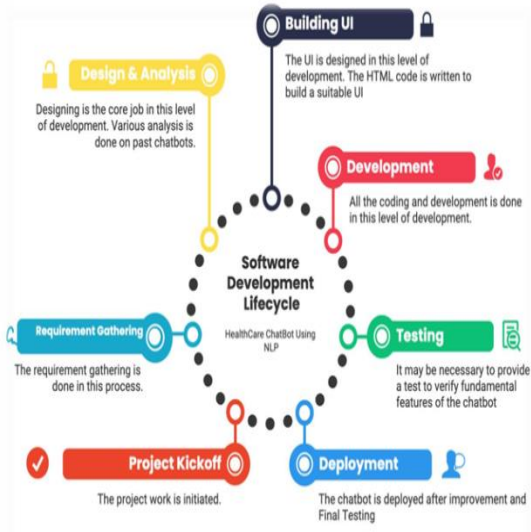 Building UI
The UI is designed in this level of
development. The HTML code is written to
build a suitable UI
Design & Analysis
Designing is the core job in this level
of development. Various analysis is
done on past chatbots.
Development
All the coding and development is done
in this level of development.
Software
Development
Lifecycle
HealthCare ChatBot Using
NLP
Requirement Gathering
The requirement gathering is
done in this process.
Testing
It may be necessary to provide
a test to verify fundamental
features of the chatbot
Project Kickoff
The project work is initiated.
Deployment
The chatbot is deployed after improvement and
Final Testing